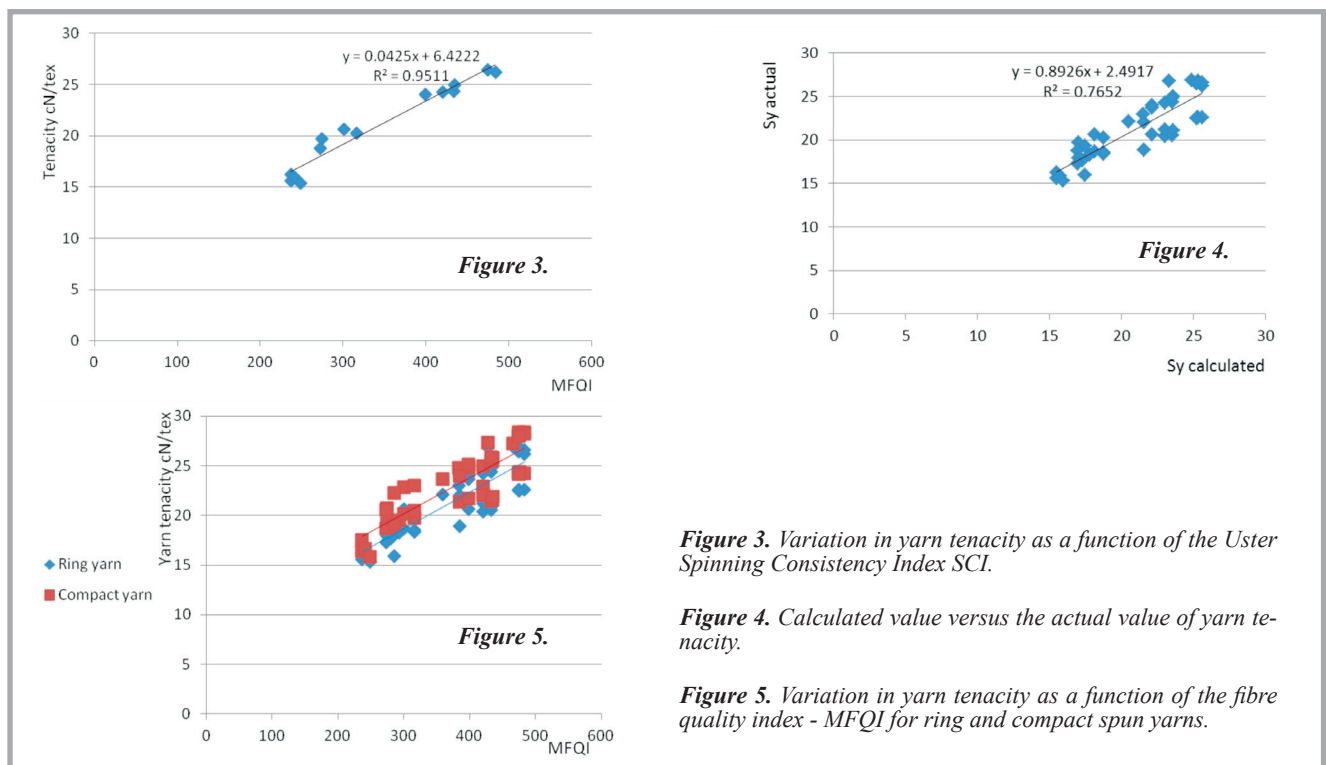 30
25
20
15
10
5
0
Tenacity cN/tex
y = 0.0425x + 6.4222
R² = 0.9511
Figure 3.
0 100 200 300 400 500 600
MFQI
30
25
20
15
10
5
0
Sy actual
y = 0.8926x + 2.4917
R² = 0.7652
Figure 4.
0 5 10 15 20 25 30
Sy calculated
30
25
20
15
10
5
0
Yarn tenacity cN/tex
Ring yarn
Compact yarn
Figure 5.
0 100 200 300 400 500 600
MFQI
Figure 3. Variation in yarn tenacity as a function of the Uster
Spinning Consistency Index SCI.
Figure 4. Calculated value versus the actual value of yarn te-
nacity.
Figure 5. Variation in yarn tenacity as a function of the fibre
quality index - MFQI for ring and compact spun yarns.